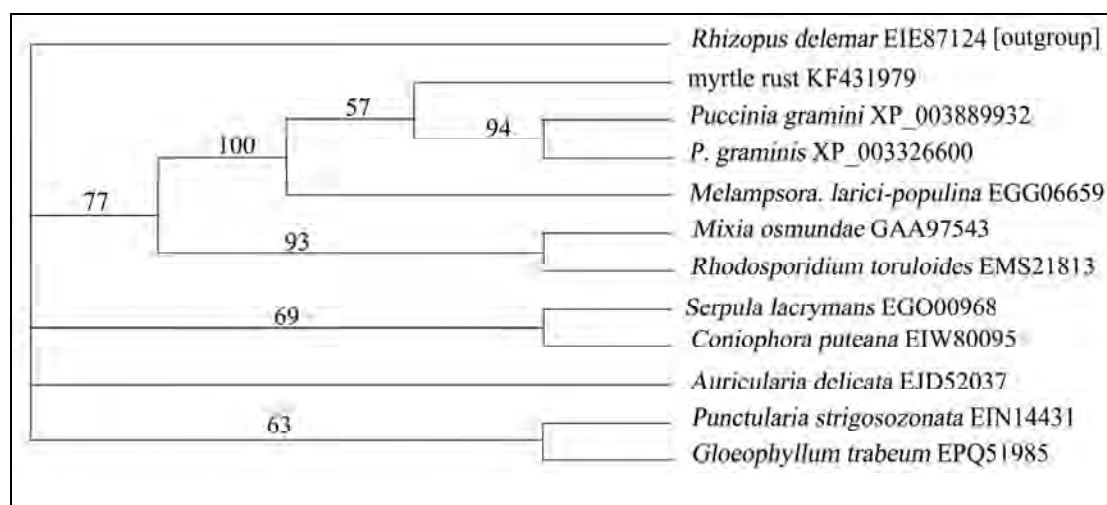 Rhizopus delemar EIE87124 [outgroup]
myrtle rust KF431979
57
Puccinia gramini XP_003889932
94
100
P. graminis XP_003326600
Melampsora. larici-populina EGG06659
77
Mixia osmundae GAA97543
93
Rhodosporidium toruloides EMS21813
Serpula lacrymans EGO00968
69
Coniophora puteana EIW80095
Auricularia delicata EJD52037
Punctularia strigosozonata EIN14431
63
Gloeophyllum trabeum EPQ51985